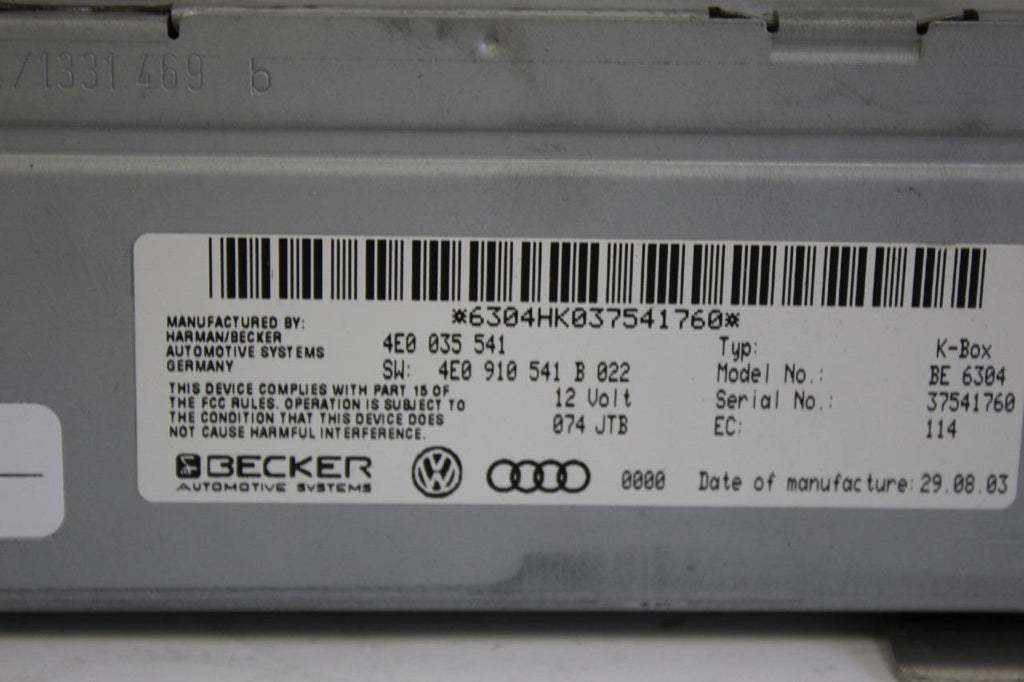 /1331.469 b
*6304HK037541760*
MANUFACTURED BY:
HARMAN/BECKER
AUTOMOTIVE SYSTEMS
GERMANY
4E0 035 541
SW: 4E0 910 541 B 022
12 Volt
074 JTB
THIS DEVICE COMPLIES WITH PART 15 OF
THE FCC RULES. OPERATION IS SUBJECT TO
THE CONDITION THAT THIS DEVICE DOES
NOT CAUSE HARMFUL INTERFERENCE.
Typ: K-Box
Model No.: BE 6304
Serial No.: 37541760
EC: 114
BECKER
AUTOMOTIVE SYSTEMS
VW
0000
Date of manufacture: 29.08.03